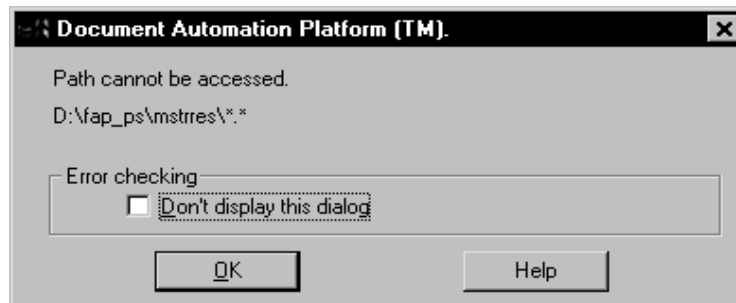 Document Automation Platform (TM).
Path cannot be accessed.
D:\fap_ps\mstrres\*.*
Error checking
Don't display this dialog
OK
Help